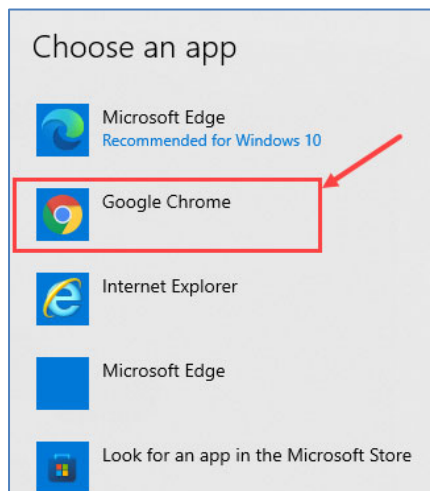 Choose an app
Microsoft Edge
Recommended for Windows 10
Google Chrome
Internet Explorer
Microsoft Edge
Look for an app in the Microsoft Store